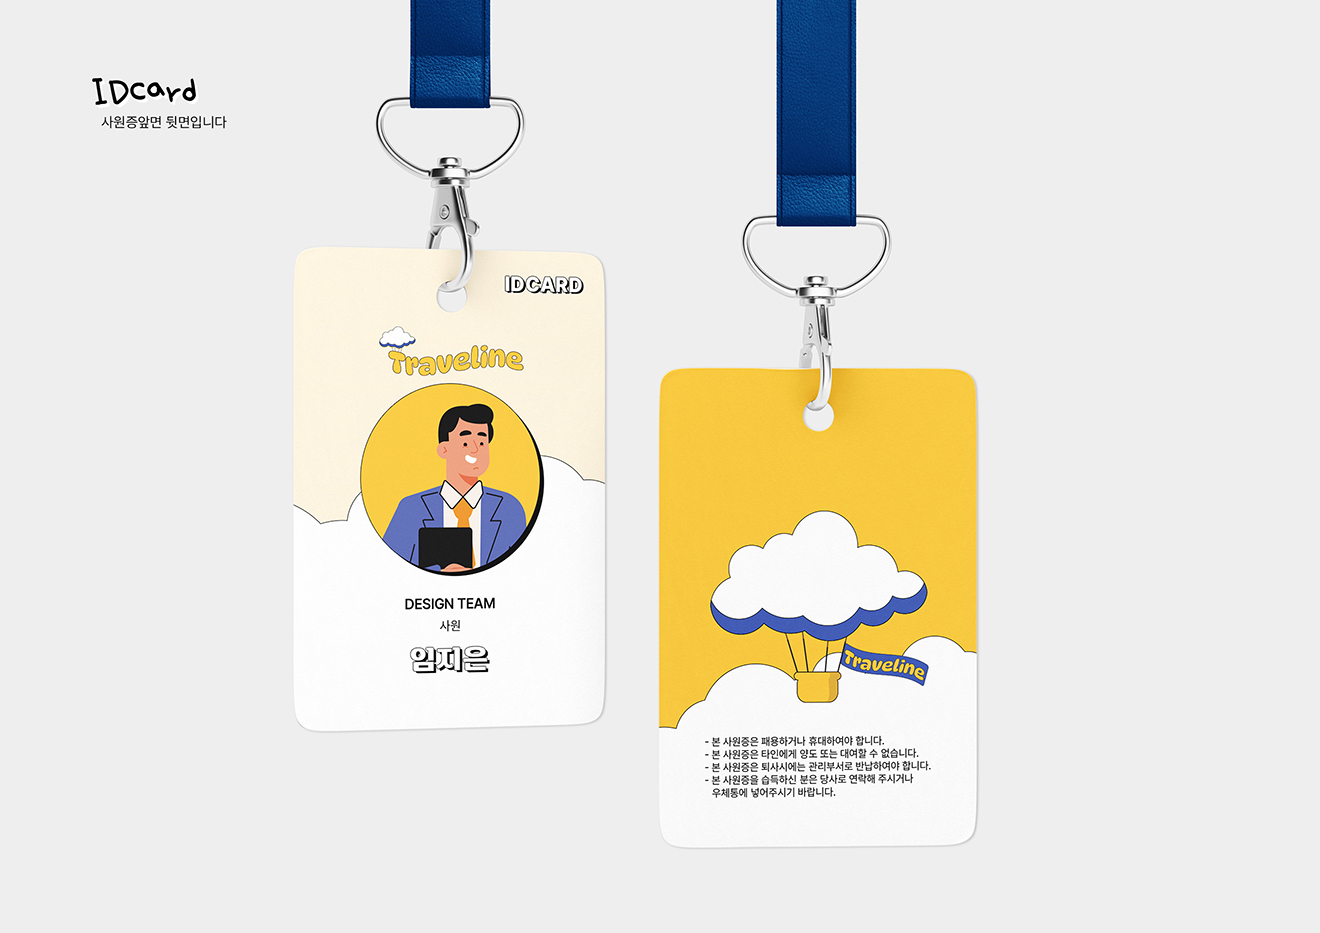 IDcard
사원증앞면 뒷면입니다
IDCARD
Traveline
DESIGN TEAM
사원
임지은
Traveline
- 본 사원증은 패용하거나 휴대하여야 합니다.
- 본 사원증은 타인에게 양도 또는 대여할 수 없습니다.
- 본 사원증은 퇴사시에는 관리부서로 반납하여야 합니다.
- 본 사원증을 습득하신 분은 당사로 연락해 주시거나
우체통에 넣어주시기 바랍니다.